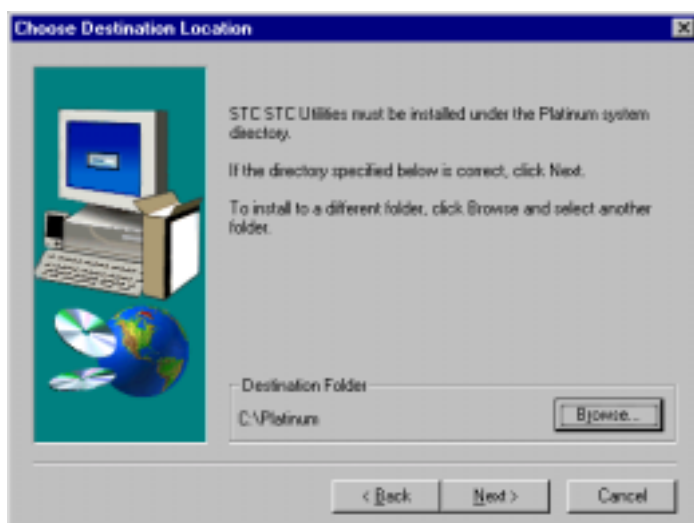 Choose Destination Location
STC STC Utilities must be installed under the Platinum system
directory.
If the directory specified below is correct, click Next.
To install to a different folder, click Browse and select another
folder.
Destination Folder
C:\Platinum
Browse...
< Back
Next >
Cancel